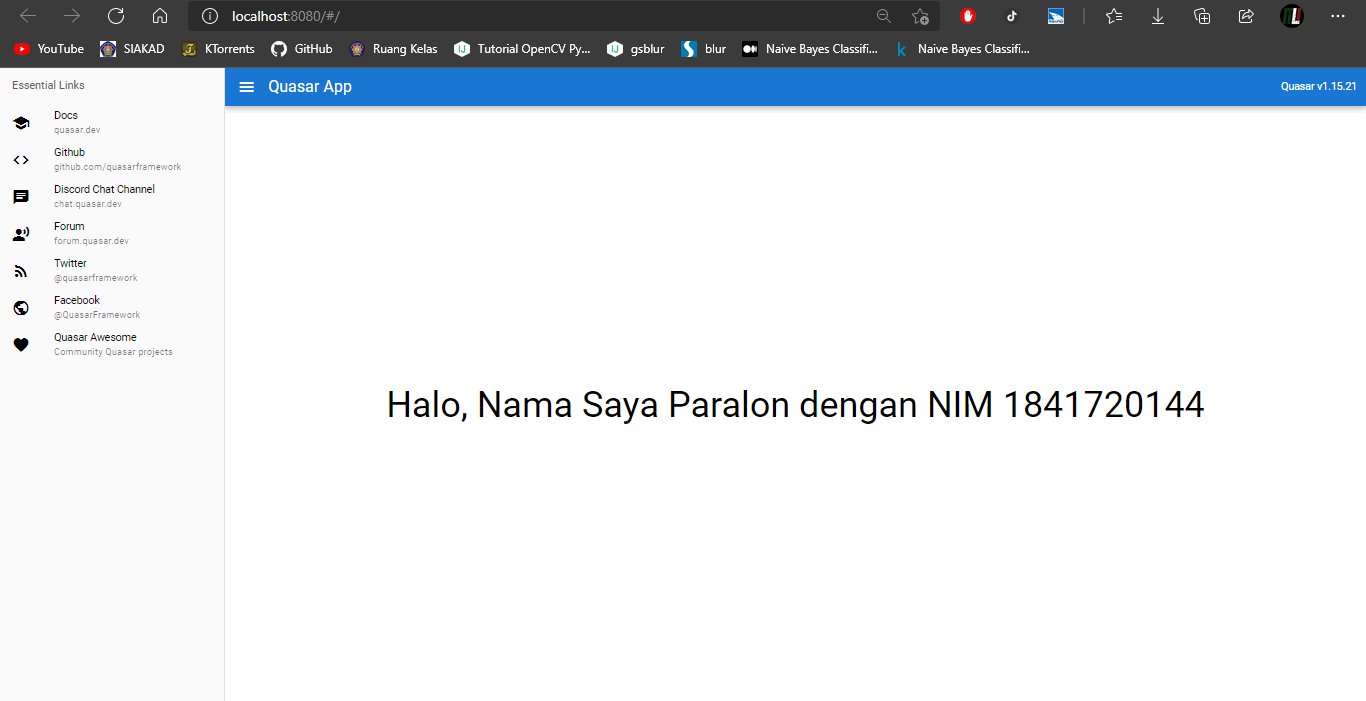 localhost:8080/#/
YouTube SIAKAD KTorrents GitHub Ruang Kelas Tutorial OpenCV Py... gsblur blur Naive Bayes Classifi... Naive Bayes Classifi...
Essential Links
Quasar App
Quasar v1.15.21
Docs
quasar.dev
Github
github.com/quasarframework
Discord Chat Channel
chat.quasar.dev
Forum
forum.quasar.dev
Twitter
@quasarframework
Facebook
@QuasarFramework
Quasar Awesome
Community Quasar projects
Halo, Nama Saya Paralon dengan NIM 1841720144